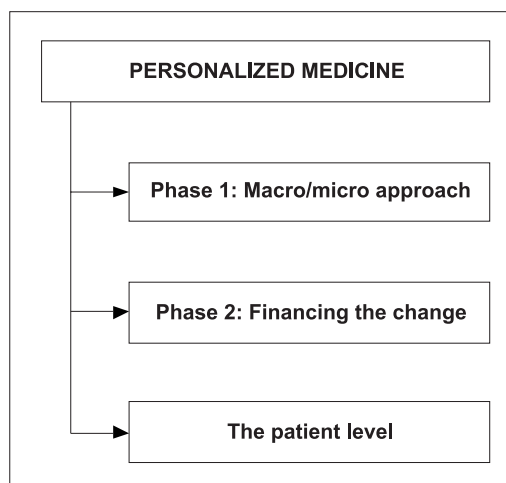 PERSONALIZED MEDICINE
Phase 1: Macro/micro approach
Phase 2: Financing the change
The patient level